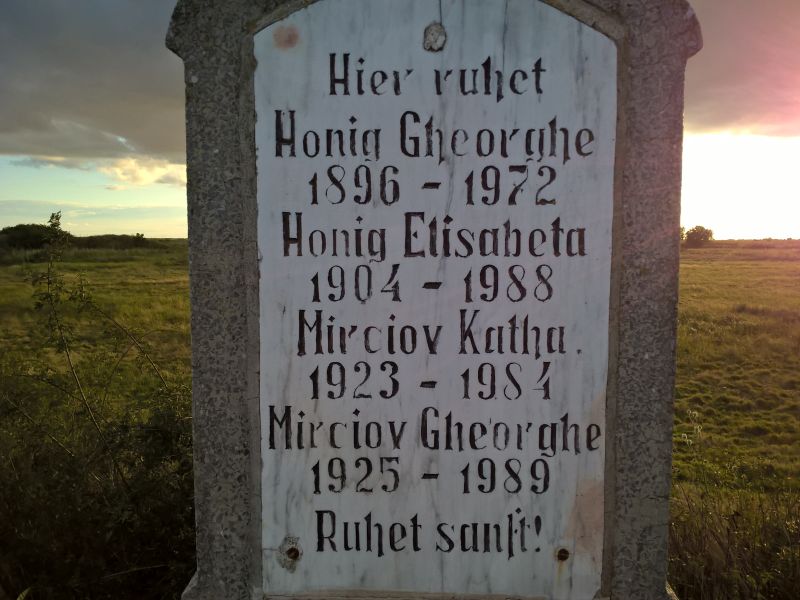 Hier ruhet
Honig Gheorghe
1896 - 1972
Honig Elisabeta
1904 - 1988
Mirciov Katha.
1923 - 1984
Mirciov Gheorghe
1925 - 1989
Ruhet sanft!